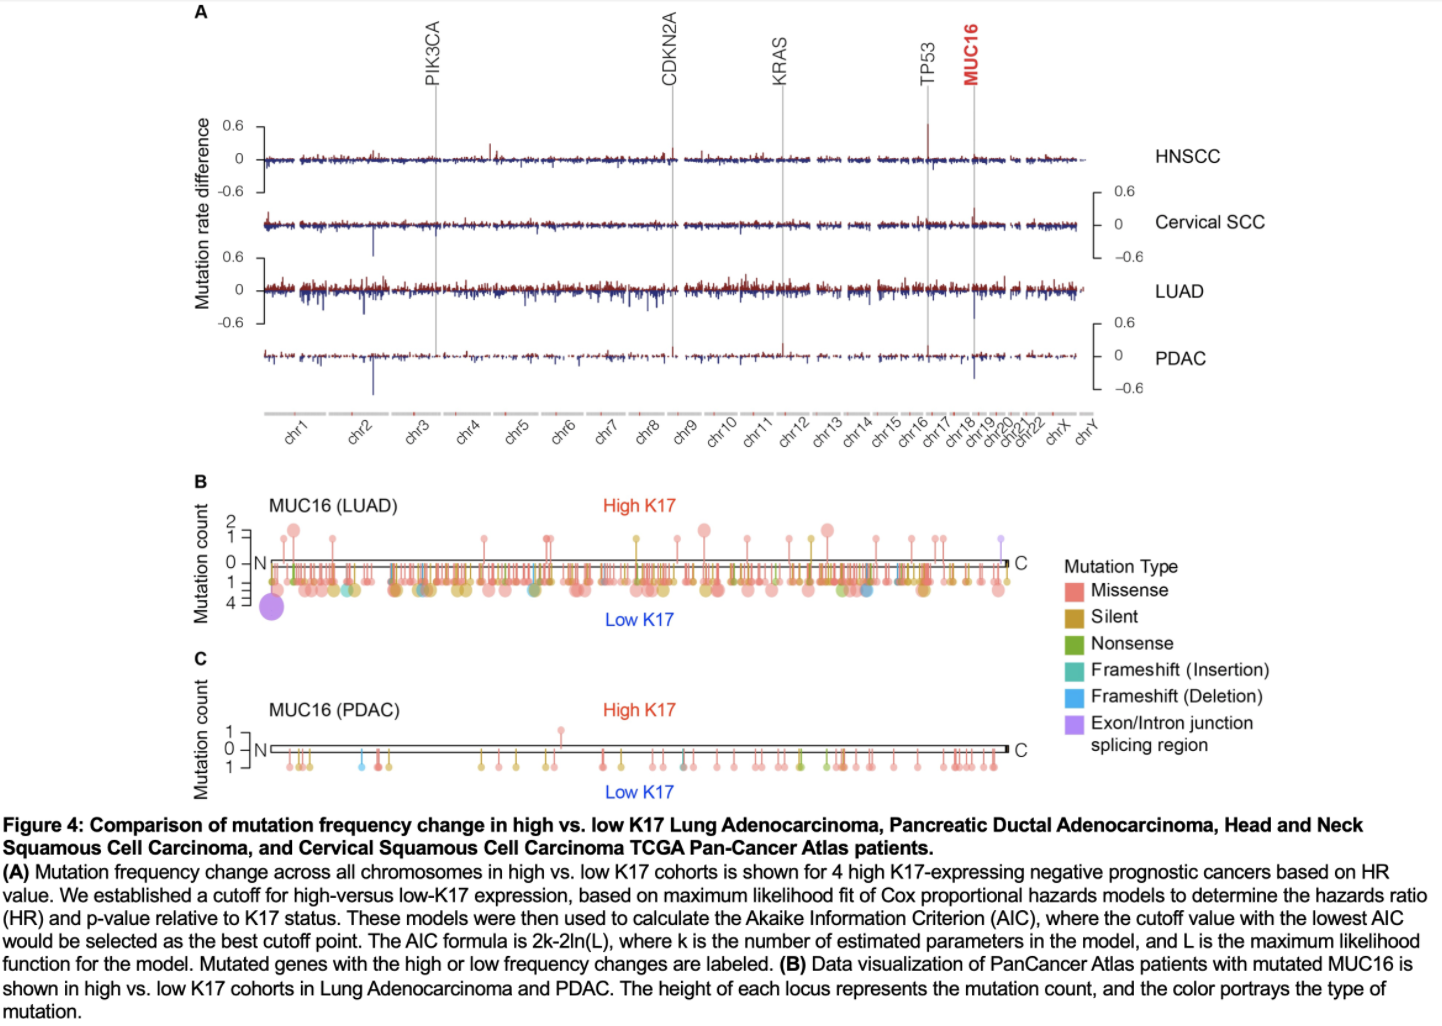 A
PIK3CA
CDKN2A
KRAS
TP53
MUC16
Mutation rate difference
0.6
0
-0.6
HNSCC
0.6
0
-0.6
Cervical SCC
0.6
0
-0.6
LUAD
0.6
0
-0.6
PDAC
chr1
chr2
chr3
chr4
chr5
chr6
chr7
chr8
chr9
chr10
chr11
chr12
chr13
chr14
chr15
chr16
chr17
chr18
chr19
chr20
chr21
chr22
chrX
chrY
B
MUC16 (LUAD)
High K17
Mutation count
2
1
0
1
4
N
C
Low K17
C
MUC16 (PDAC)
High K17
Mutation count
1
0
1
N
C
Low K17
Mutation Type
Missense
Silent
Nonsense
Frameshift (Insertion)
Frameshift (Deletion)
Exon/Intron junction
splicing region
Figure 4: Comparison of mutation frequency change in high vs. low K17 Lung Adenocarcinoma, Pancreatic Ductal Adenocarcinoma, Head and Neck
Squamous Cell Carcinoma, and Cervical Squamous Cell Carcinoma TCGA Pan-Cancer Atlas patients.
(A) Mutation frequency change across all chromosomes in high vs. low K17 cohorts is shown for 4 high K17-expressing negative prognostic cancers based on HR
value. We established a cutoff for high-versus low-K17 expression, based on maximum likelihood fit of Cox proportional hazards models to determine the hazards ratio
(HR) and p-value relative to K17 status. These models were then used to calculate the Akaike Information Criterion (AIC), where the cutoff value with the lowest AIC
would be selected as the best cutoff point. The AIC formula is 2k-2ln(L), where k is the number of estimated parameters in the model, and L is the maximum likelihood
function for the model. Mutated genes with the high or low frequency changes are labeled. (B) Data visualization of PanCancer Atlas patients with mutated MUC16 is
shown in high vs. low K17 cohorts in Lung Adenocarcinoma and PDAC. The height of each locus represents the mutation count, and the color portrays the type of
mutation.